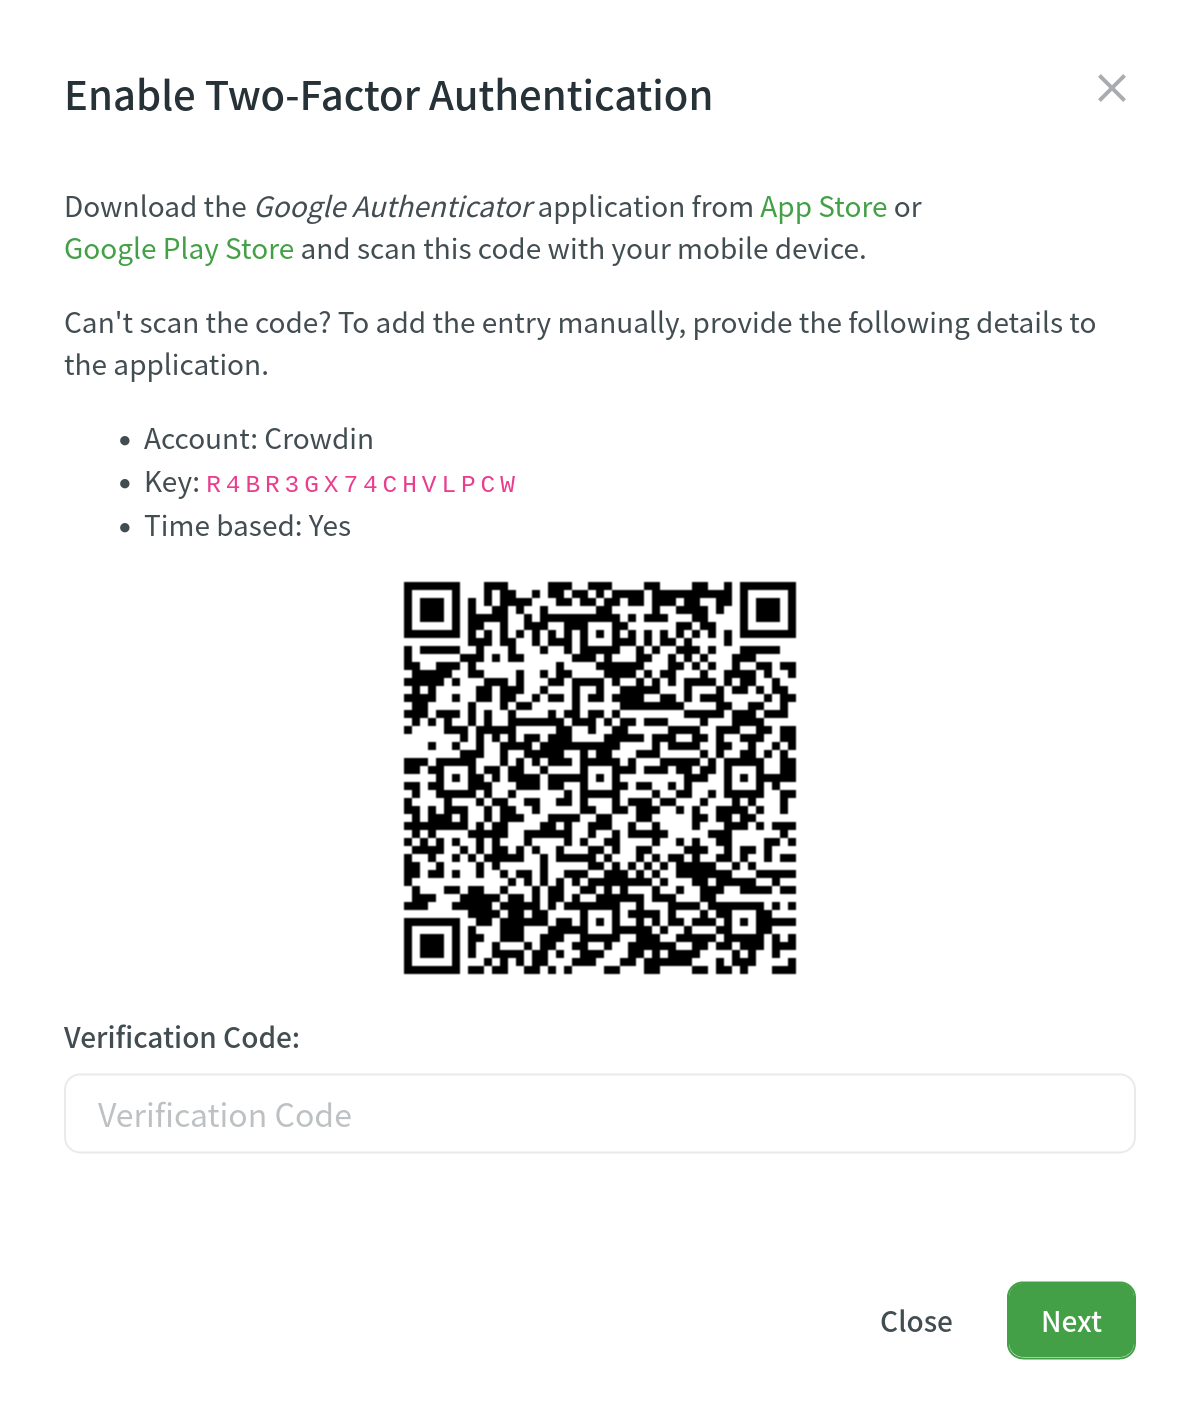 Enable Two-Factor Authentication
Download the Google Authenticator application from App Store or
Google Play Store and scan this code with your mobile device.
Can't scan the code? To add the entry manually, provide the following details to
the application.
• Account: Crowdin
• Key: R4BR3GX74CHVLPCW
• Time based: Yes
Verification Code:
Verification Code
Close
Next